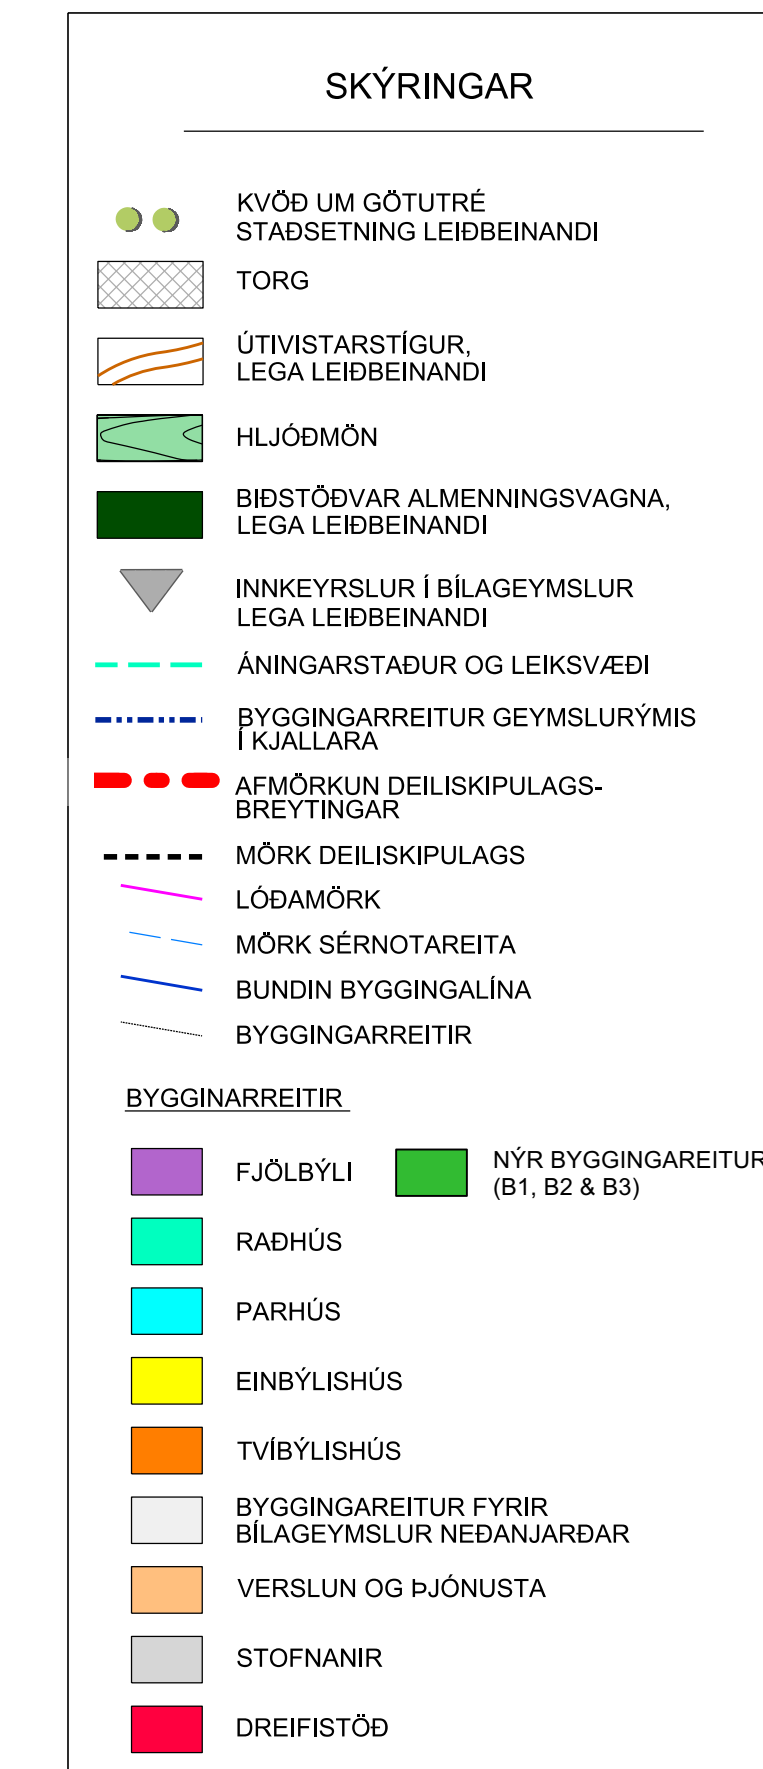 SKÝRINGAR
KVÖÐ UM GÖTUTRÉ
STAÐSETNING LEIÐBEINANDI
TORG
ÚTIVISTARSTÍGUR,
LEGA LEIÐBEINANDI
HLJÓÐMÖN
BIÐSTÖÐVAR ALMENNINGSVAGNA,
LEGA LEIÐBEINANDI
INNKEYRSLUR Í BÍLAGEYMSLUR
LEGA LEIÐBEINANDI
ÁNINGARSTAÐUR OG LEIKSVÆÐI
BYGGINGARREITUR GEYMSLURÝMIS
Í KJALLARA
AFMÖRKUN DEILISKIPULAGS-
BREYTINGAR
MÖRK DEILISKIPULAGS
LÓÐAMÖRK
MÖRK SÉRNOTAREITA
BUNDIN BYGGINGALÍNA
BYGGINGARREITIR
BYGGINARREITIR
FJÖLBÝLI
NÝR BYGGINGAREITUR
(B1, B2 & B3)
RAÐHÚS
PARHÚS
EINBÝLISHÚS
TVÍBÝLISHÚS
BYGGINGAREITUR FYRIR
BÍLAGEYMSLUR NEÐANJARÐAR
VERSLUN OG ÞJÓNUSTA
STOFNANIR
DREIFISTÖÐ